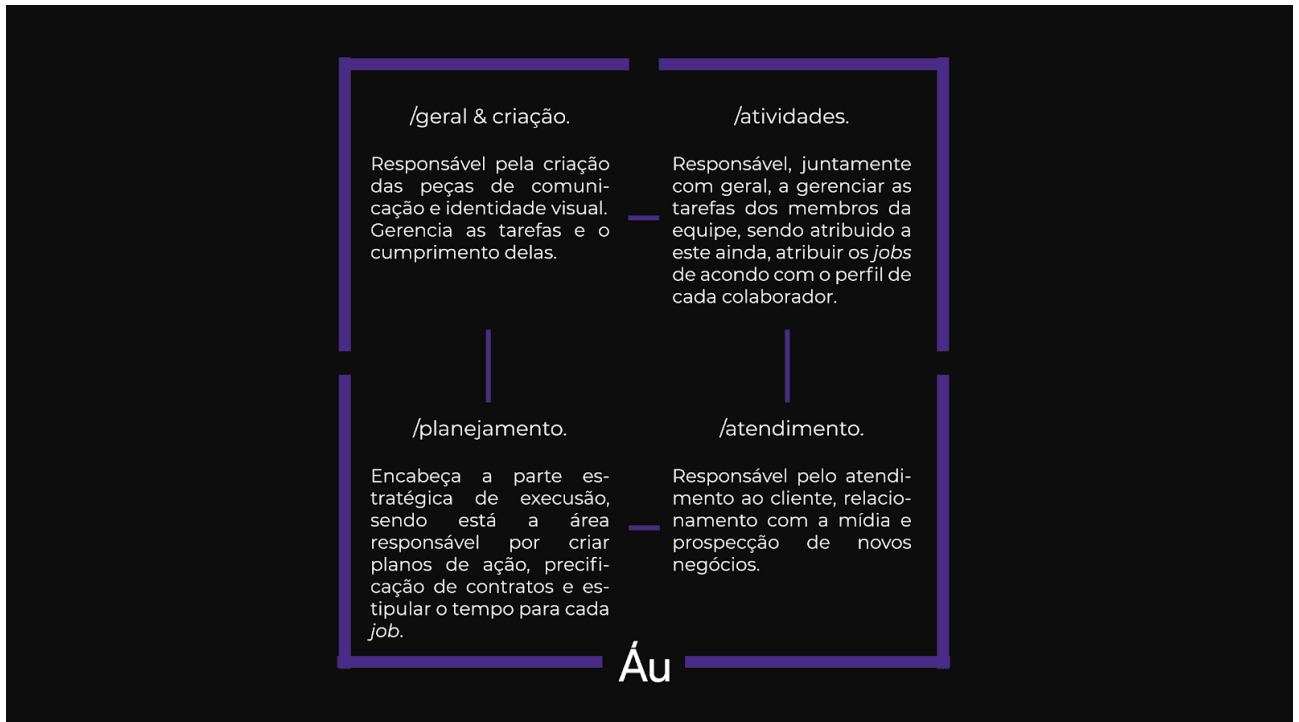 /geral & criação.
Responsável pela criação
das peças de comuni-
cação e identidade visual.
Gerencia as tarefas e o
cumprimento delas.
/atividades.
Responsável, juntamente
com geral, a gerenciar as
tarefas dos membros da
equipe, sendo atribuido a
este ainda, atribuir os jobs
de acordo com o perfil de
cada colaborador.
/planejamento.
Encabeça a parte es-
tratégica de execusão,
sendo está a área
responsável por criar
planos de ação, precifi-
cação de contratos e es-
tipular o tempo para cada
job.
/atendimento.
Responsável pelo atendi-
mento ao cliente, relacio-
namento com a mídia e
prospecção de novos
negócios.
Áu